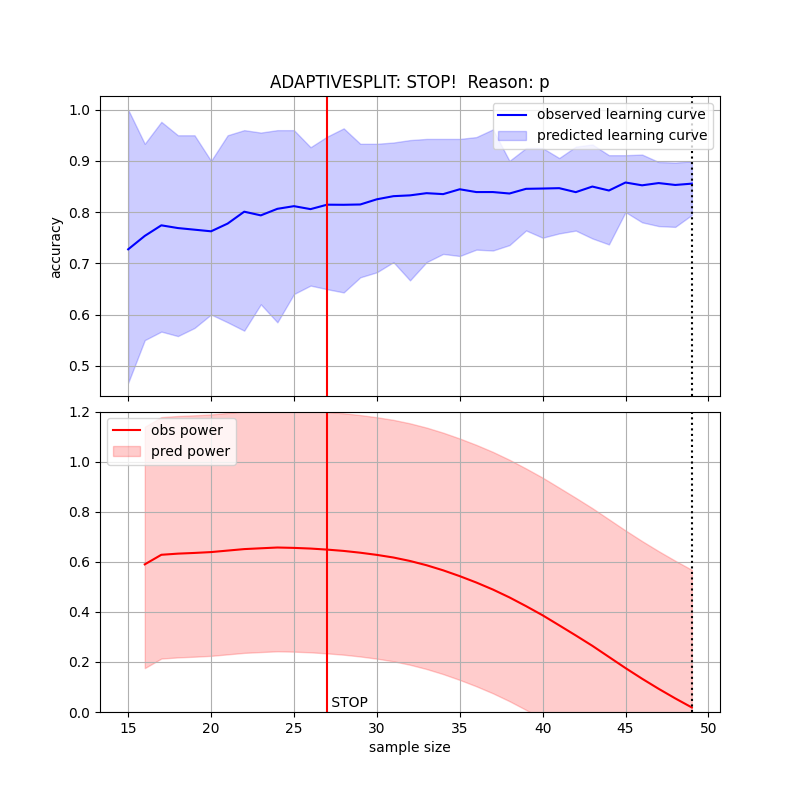 ADAPTIVESPLIT: STOP!  Reason: p
observed learning curve
predicted learning curve
1.0
0.9
0.8
0.7
0.6
0.5
accuracy
obs power
pred power
1.2
1.0
0.8
0.6
0.4
0.2
0.0
STOP
15 20 25 30 35 40 45 50
sample size